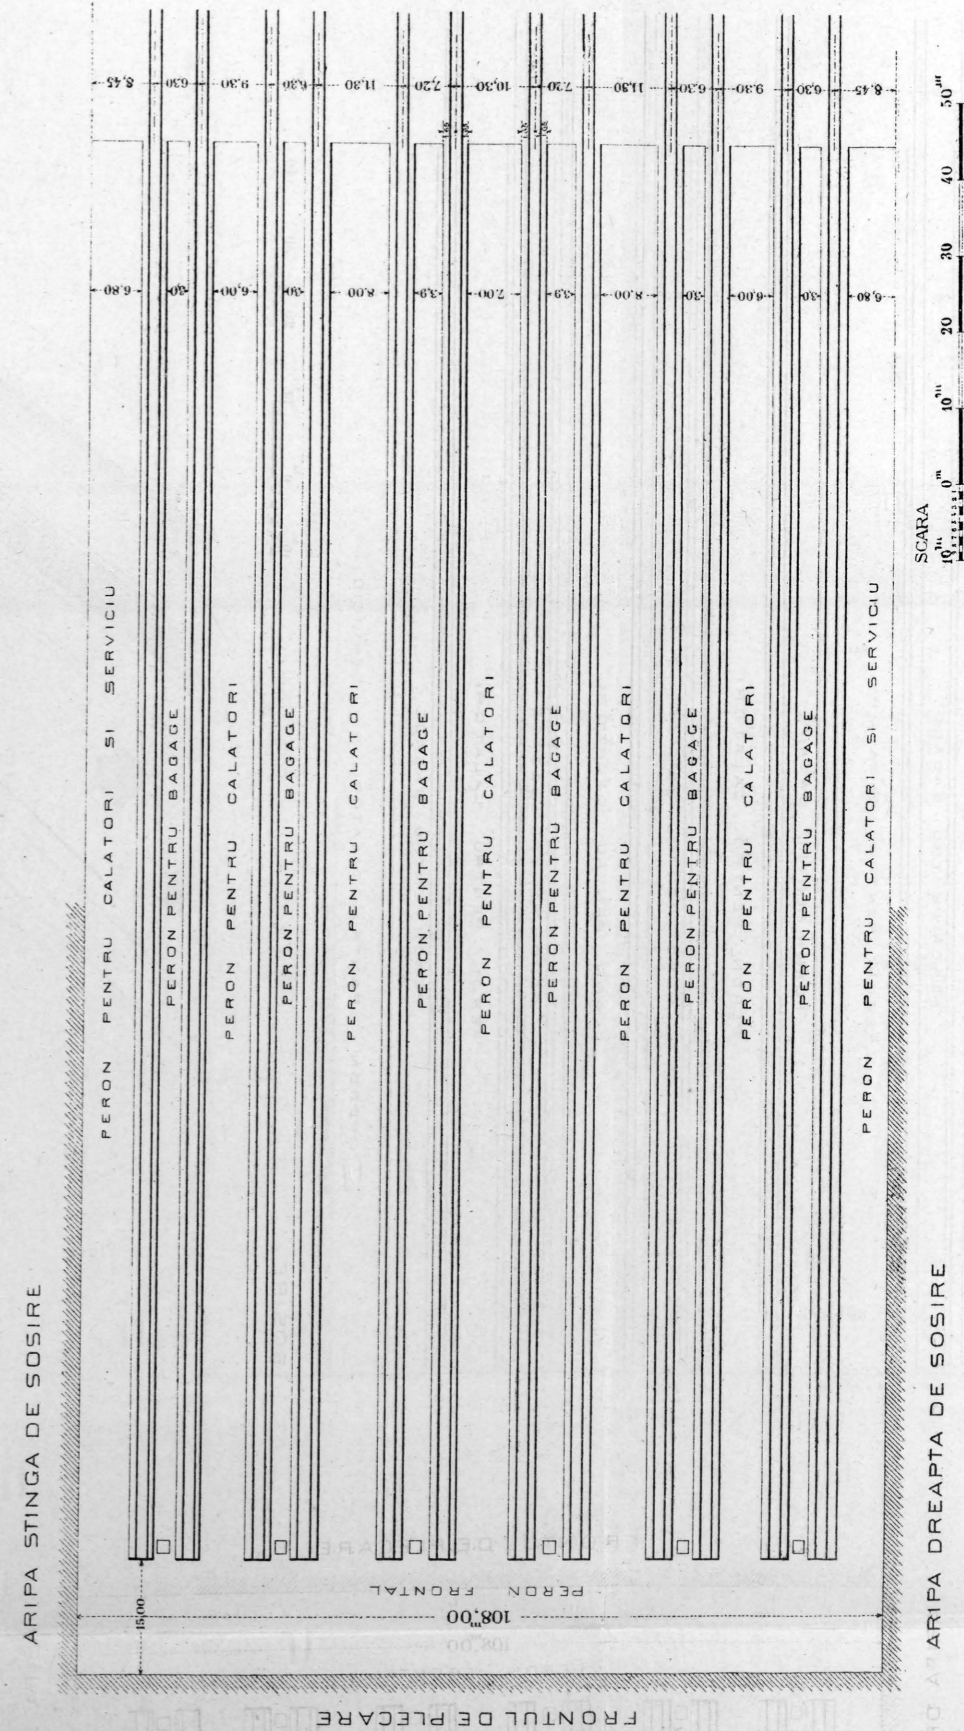 8,45
6.30
9.30
6,30
11,30
7,20
10,30
7.20
11,30
6.30
9.30
6,30
8.45
6.80
3,0
6,00
3,0
8.00
3.9
7.00
3,9
8.00
3.0
6.00
3.0
6,80
PERON PENTRU CALATORI SI SERVICIU
PERON PENTRU BAGAGE
PERON PENTRU CALATORI
PERON PENTRU BAGAGE
PERON PENTRU CALATORI
PERON PENTRU BAGAGE
PERON PENTRU CALATORI
PERON PENTRU BAGAGE
PERON PENTRU CALATORI
PERON PENTRU BAGAGE
PERON PENTRU CALATORI
PERON PENTRU BAGAGE
PERON PENTRU CALATORI SI SERVICIU
ARIPA STINGA DE SOSIRE
ARIPA DREAPTA DE SOSIRE
PERON FRONTAL
15,00
108,m00
FRONTUL DE PLECARE
SCARA
10m 0m 10m 20 30 40 50m